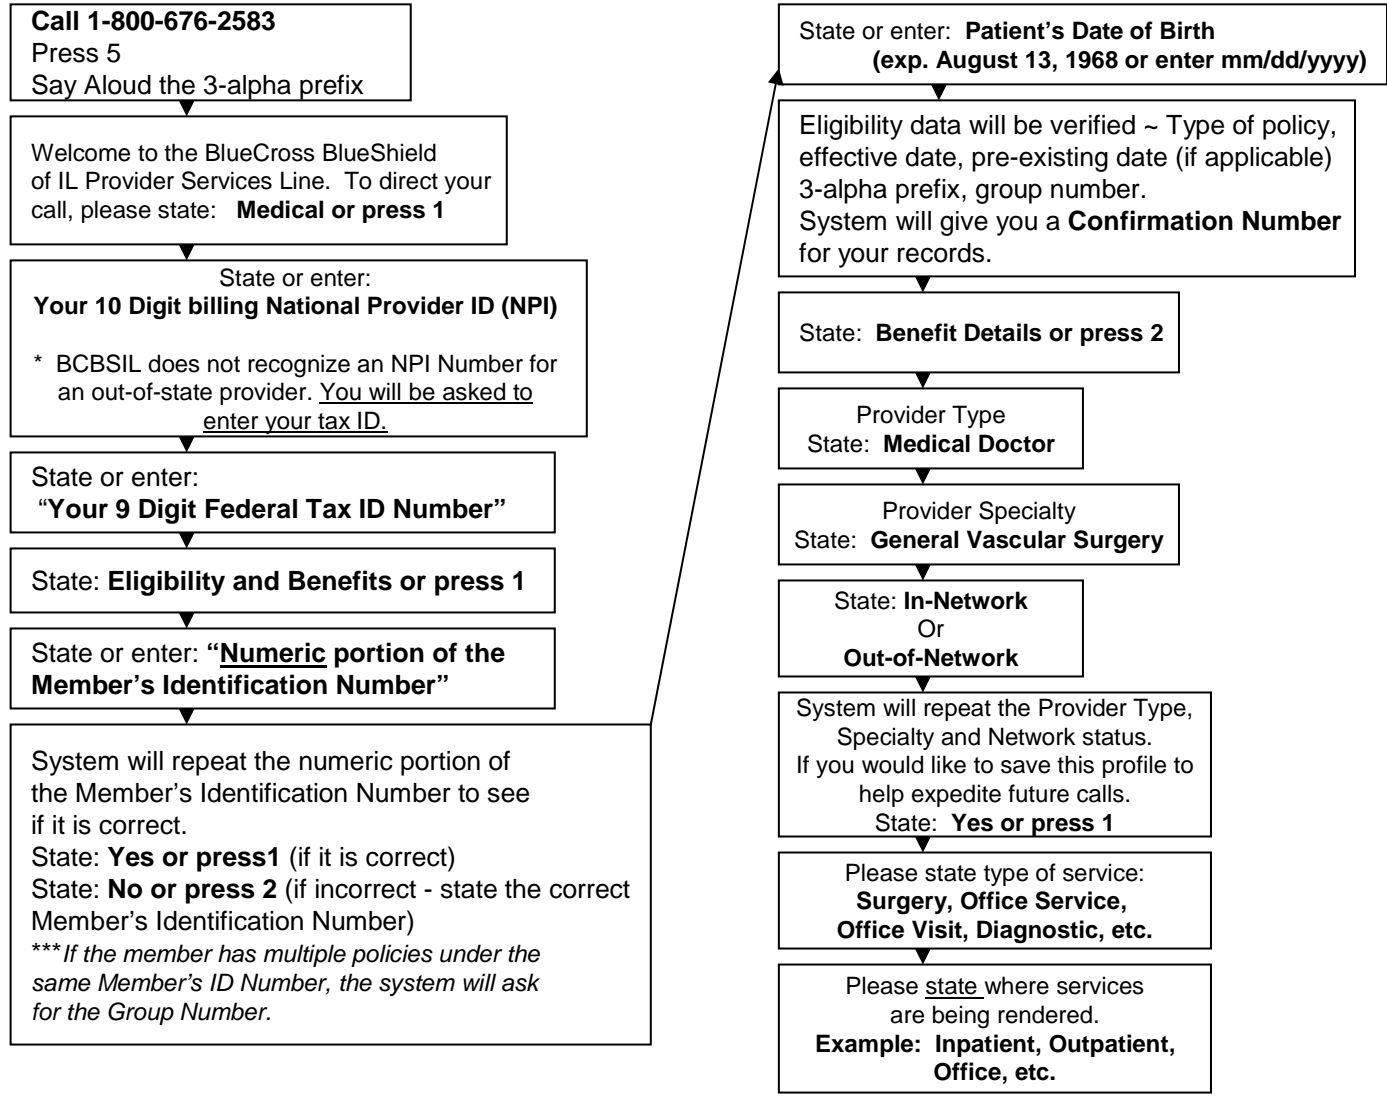 Call 1-800-676-2583
Press 5
Say Aloud the 3-alpha prefix
Welcome to the BlueCross BlueShield
of IL Provider Services Line.  To direct your
call, please state:   Medical or press 1
State or enter:
Your 10 Digit billing National Provider ID (NPI)
*  BCBSIL does not recognize an NPI Number for
an out-of-state provider. You will be asked to
enter your tax ID.
State or enter:
“Your 9 Digit Federal Tax ID Number”
State: Eligibility and Benefits or press 1
State or enter: “Numeric portion of the
Member’s Identification Number”
System will repeat the numeric portion of
the Member’s Identification Number to see
if it is correct.
State: Yes or press1 (if it is correct)
State: No or press 2 (if incorrect - state the correct
Member’s Identification Number)
***If the member has multiple policies under the
same Member’s ID Number, the system will ask
for the Group Number.
State or enter:  Patient’s Date of Birth
(exp. August 13, 1968 or enter mm/dd/yyyy)
Eligibility data will be verified ~ Type of policy,
effective date, pre-existing date (if applicable)
3-alpha prefix, group number.
System will give you a Confirmation Number
for your records.
State:  Benefit Details or press 2
Provider Type
State:  Medical Doctor
Provider Specialty
State:  General Vascular Surgery
State: In-Network
Or
Out-of-Network
System will repeat the Provider Type,
Specialty and Network status.
If you would like to save this profile to
help expedite future calls.
State:  Yes or press 1
Please state type of service:
Surgery, Office Service,
Office Visit, Diagnostic, etc.
Please state where services
are being rendered.
Example:  Inpatient, Outpatient,
Office, etc.